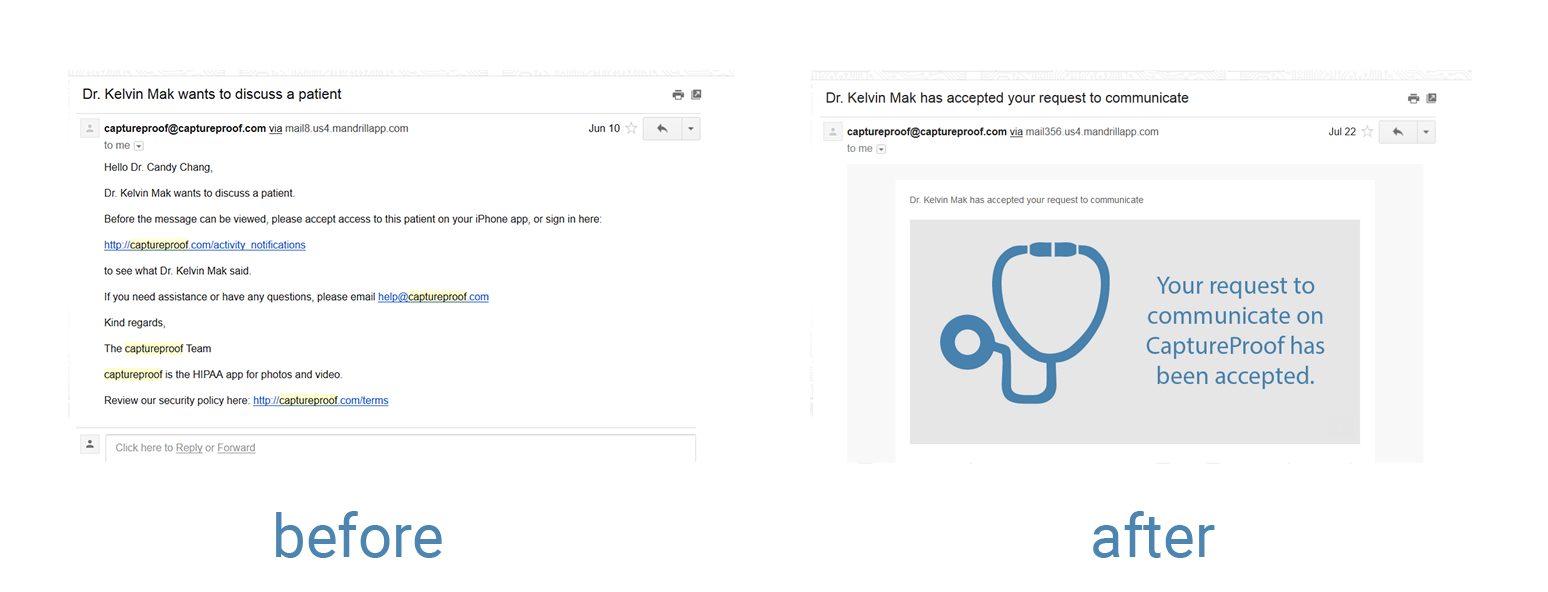 Dr. Kelvin Mak wants to discuss a patient
captureproof@captureproof.com via mail8.us4.mandrillapp.com
Jun 10
to me
Hello Dr. Candy Chang,
Dr. Kelvin Mak wants to discuss a patient.
Before the message can be viewed, please accept access to this patient on your iPhone app, or sign in here:
http://captureproof.com/activity_notifications
to see what Dr. Kelvin Mak said.
If you need assistance or have any questions, please email help@captureproof.com
Kind regards,
The captureproof Team
captureproof is the HIPAA app for photos and video.
Review our security policy here: http://captureproof.com/terms
Click here to Reply or Forward
before
Dr. Kelvin Mak has accepted your request to communicate
captureproof@captureproof.com via mail356.us4.mandrillapp.com
Jul 22
to me
Dr. Kelvin Mak has accepted your request to communicate
Your request to
communicate on
CaptureProof has
been accepted.
after